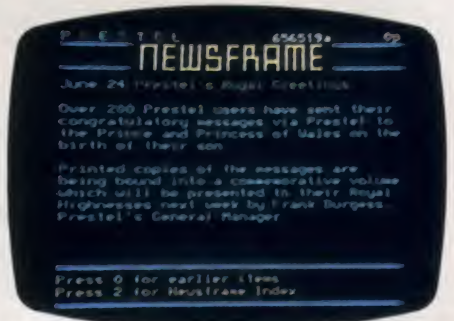 PRESTEL 656519a 0p
NEWSFRAME
June 24 Prestel's Royal Greetings
Over 200 Prestel users have sent their
congratulatory messages via Prestel to
the Prince and Princess of Wales on the
birth of their son
Printed copies of the messages are
being bound into a commemorative volume
which will be presented to Their Royal
Highnesses next week by Frank Burgess.
Prestel's General Manager
Press 0 for earlier items
Press 2 for Newsframe Index